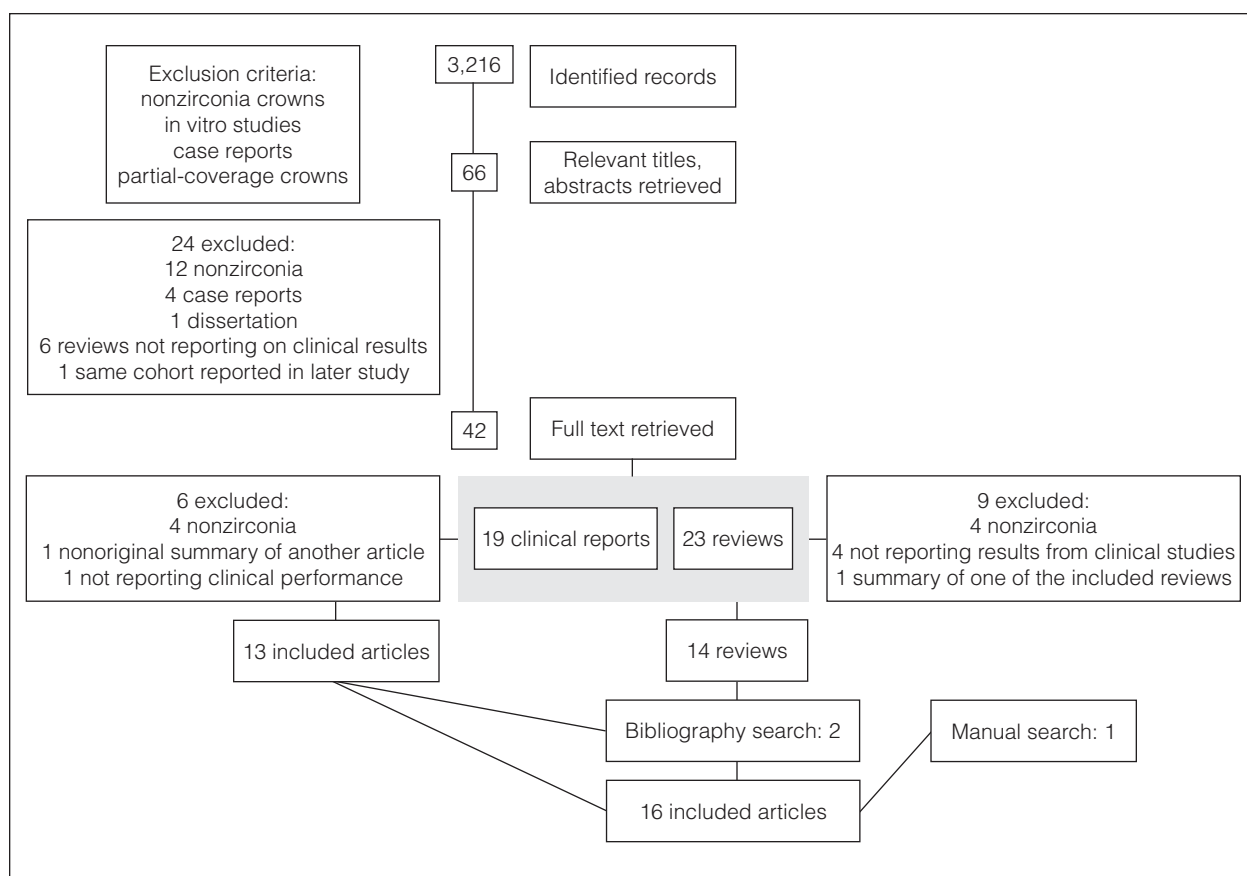 Exclusion criteria:
nonzirconia crowns
in vitro studies
case reports
partial-coverage crowns
3,216
Identified records
66
Relevant titles,
abstracts retrieved
24 excluded:
12 nonzirconia
4 case reports
1 dissertation
6 reviews not reporting on clinical results
1 same cohort reported in later study
42
Full text retrieved
6 excluded:
4 nonzirconia
1 nonoriginal summary of another article
1 not reporting clinical performance
19 clinical reports
23 reviews
9 excluded:
4 nonzirconia
4 not reporting results from clinical studies
1 summary of one of the included reviews
13 included articles
14 reviews
Bibliography search: 2
Manual search: 1
16 included articles